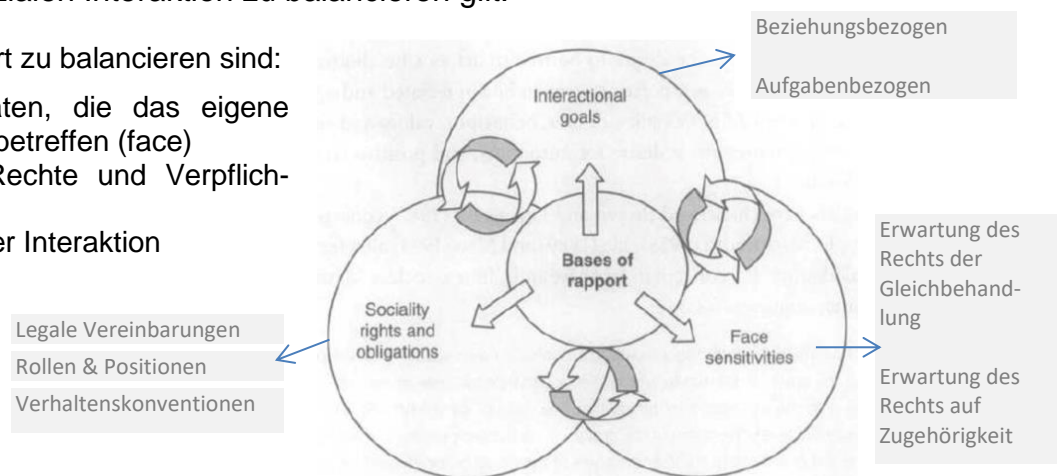 zialen Interaktion zu balancieren gilt.
rt zu balancieren sind:
aten, die das eigene
betreffen (face)
Rechte und Verpflich-
er Interaktion
Beziehungsbezogen
Aufgabenbezogen
Interactional
goals
Bases of
rapport
Sociality
rights and
obligations
Face
sensitivities
Legale Vereinbarungen
Rollen & Positionen
Verhaltenskonventionen
Erwartung des
Rechts der
Gleichbehand-
lung
Erwartung des
Rechts auf
Zugehörigkeit